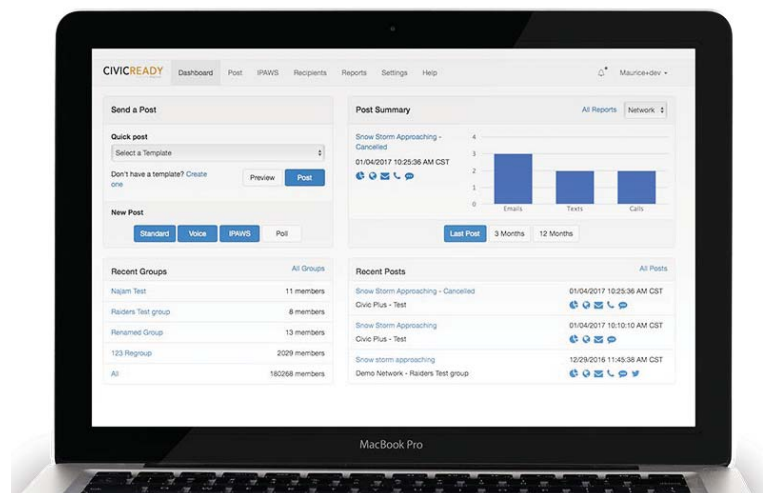 CIVICREADY
Dashboard Post IPAWS Recipients Reports Settings Help
Maurice+dev
Send a Post
Quick post
Select a Template
Don't have a template? Create
one
Preview Post
New Post
Standard Voice IPAWS Poll
Post Summary
All Reports Network
Snow Storm Approaching -
Cancelled
01/04/2017 10:25:36 AM CST
4
3
2
1
0
Emails Texts Calls
Last Post 3 Months 12 Months
Recent Groups All Groups
Najam Test 11 members
Raiders Test group 8 members
Renamed Group 13 members
123 Regroup 2029 members
All 180268 members
Recent Posts All Posts
Snow Storm Approaching - Cancelled 01/04/2017 10:25:36 AM CST
Civic Plus - Test
Snow Storm Approaching 01/04/2017 10:10:10 AM CST
Civic Plus - Test
Snow storm approaching 12/29/2016 11:45:38 AM CST
Demo Network - Raiders Test group
MacBook Pro